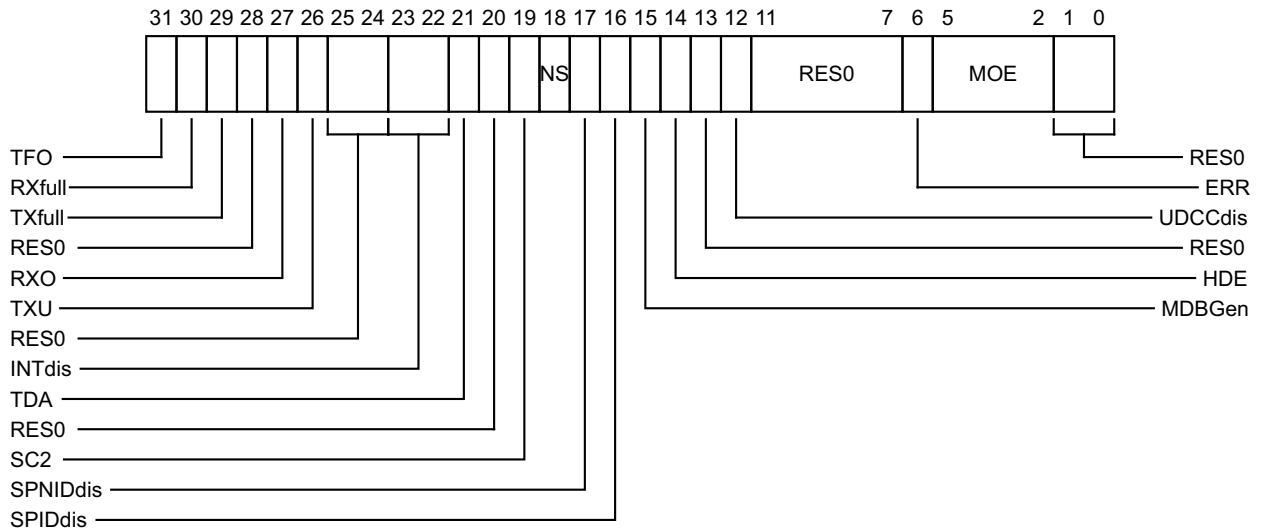 31 30 29 28 27 26 25 24 23 22 21 20 19 18 17 16 15 14 13 12 11 7 6 5 2 1 0
NS RES0 MOE
TFO RES0
RXfull ERR
TXfull UDCCdis
RES0 RES0
RXO HDE
TXU MDBGen
RES0
INTdis
TDA
RES0
SC2
SPNIDdis
SPIDdis